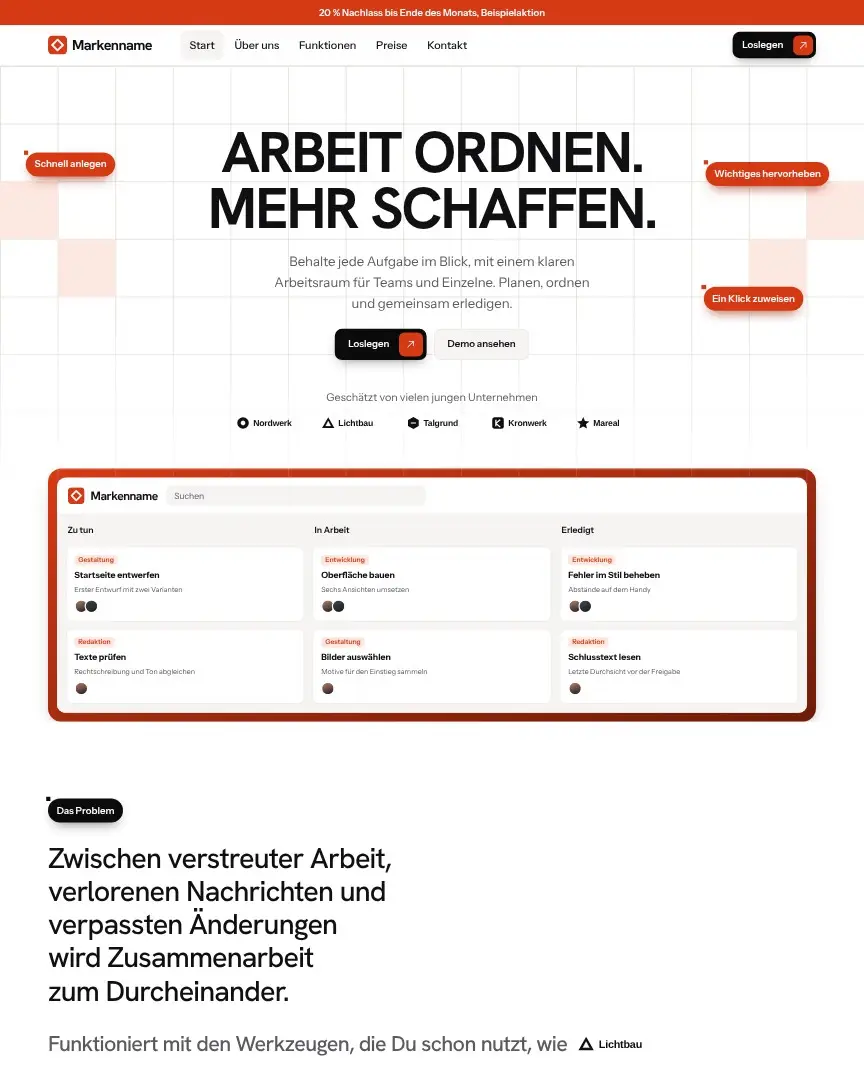 20 % Nachlass bis Ende des Monats, Beispielaktion
Markenname
Start
Über uns
Funktionen
Preise
Kontakt
Loslegen
Schnell anlegen
Wichtiges hervorheben
ARBEIT ORDNEN.
MEHR SCHAFFEN.
Behalte jede Aufgabe im Blick, mit einem klaren
Arbeitsraum für Teams und Einzelne. Planen, ordnen
und gemeinsam erledigen.
Ein Klick zuweisen
Loslegen
Demo ansehen
Geschätzt von vielen jungen Unternehmen
Nordwerk
Lichtbau
Talgrund
Kronwerk
Mareal
Markenname
Suchen
Zu tun
Gestaltung
Startseite entwerfen
Erster Entwurf mit zwei Varianten
Redaktion
Texte prüfen
Rechtschreibung und Ton abgleichen
In Arbeit
Entwicklung
Oberfläche bauen
Sechs Ansichten umsetzen
Gestaltung
Bilder auswählen
Motive für den Einstieg sammeln
Erledigt
Entwicklung
Fehler im Stil beheben
Abstände auf dem Handy
Redaktion
Schlusstext lesen
Letzte Durchsicht vor der Freigabe
Das Problem
Zwischen verstreuter Arbeit,
verlorenen Nachrichten und
verpassten Änderungen
wird Zusammenarbeit
zum Durcheinander.
Funktioniert mit den Werkzeugen, die Du schon nutzt, wie Lichtbau